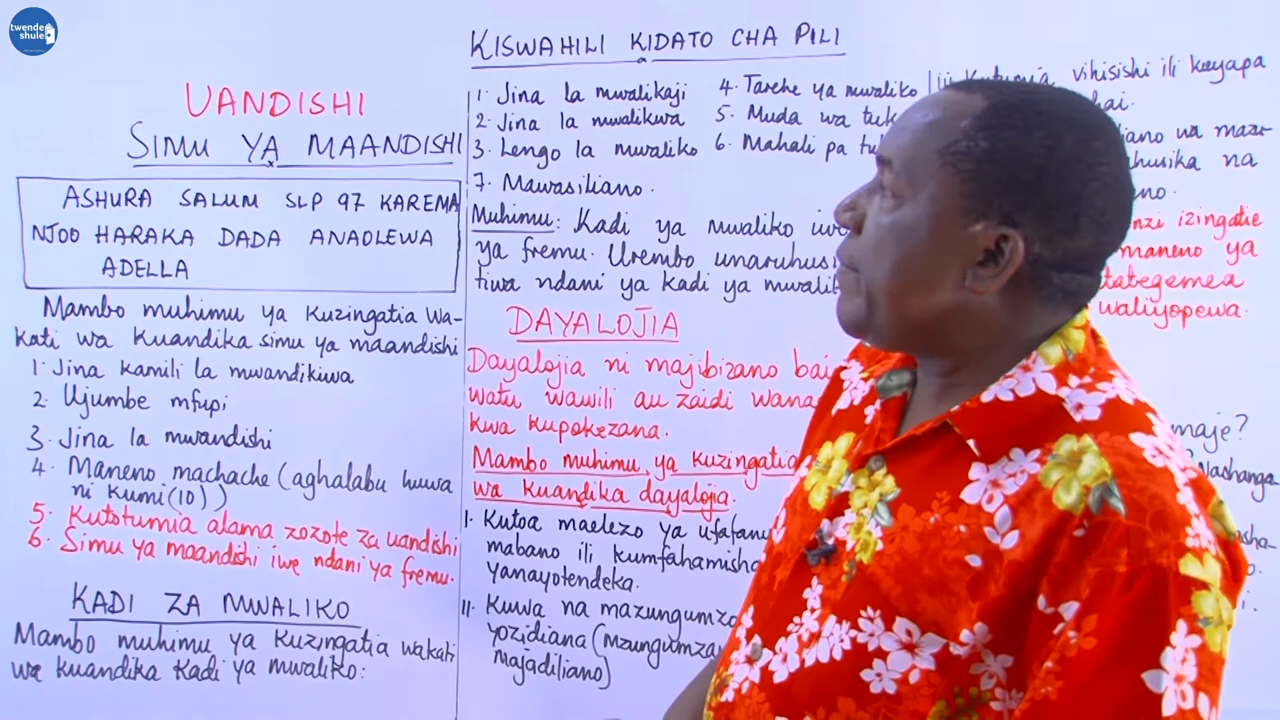 twende
shule
KISWAHILI KIDATO CHA PILI
UANDISHI
SIMU YA MAANDISHI
ASHURA SALUM SLP 97 KAREMA
NJOO HARAKA DADA ANAOLEWA
ADELLA
Mambo muhimu ya Kuzingatia Wa-
kati wa Kuandika simu ya maandishi
1. Jina kamili la mwandikiwa
2. Ujumbe mfupi
3. Jina la mwandishi
4. Maneno machache (aghalabu huwa
ni kumi (10))
5. Kutotumia alama zozote za uandishi
6. Simu ya maandishi iwe ndani ya fremu.
KADI ZA MWALIKO
Mambo muhimu ya Kuzingatia wakati
wa Kuandika Kadi ya mwaliko:
1. Jina la mwalikaji
2. Jina la mwalikwa
3. Lengo la mwaliko
4. Tarehe ya mwaliko
5. Muda wa
6. Mahali pa
7. Mawasiliano.
Muhimu: Kadi ya mwaliko
ya fremu. Urembo
tiwa ndani ya Kadi ya
DAYALOJIA
Dayalojia ni majibizano
watu wawili au zaidi
kwa kupokezana.
Mambo muhimu ya kuzingatia
wa kuandika dayalojia.
1. Kutoa maelezo ya
mabano ili kumfahamisha
yanayotendeka.
11. Kuwa na
yozidiana
majadiliano)
vihisishi ili kuyapa
hai.
na
izingatie
maneno ya
waliyopewa.